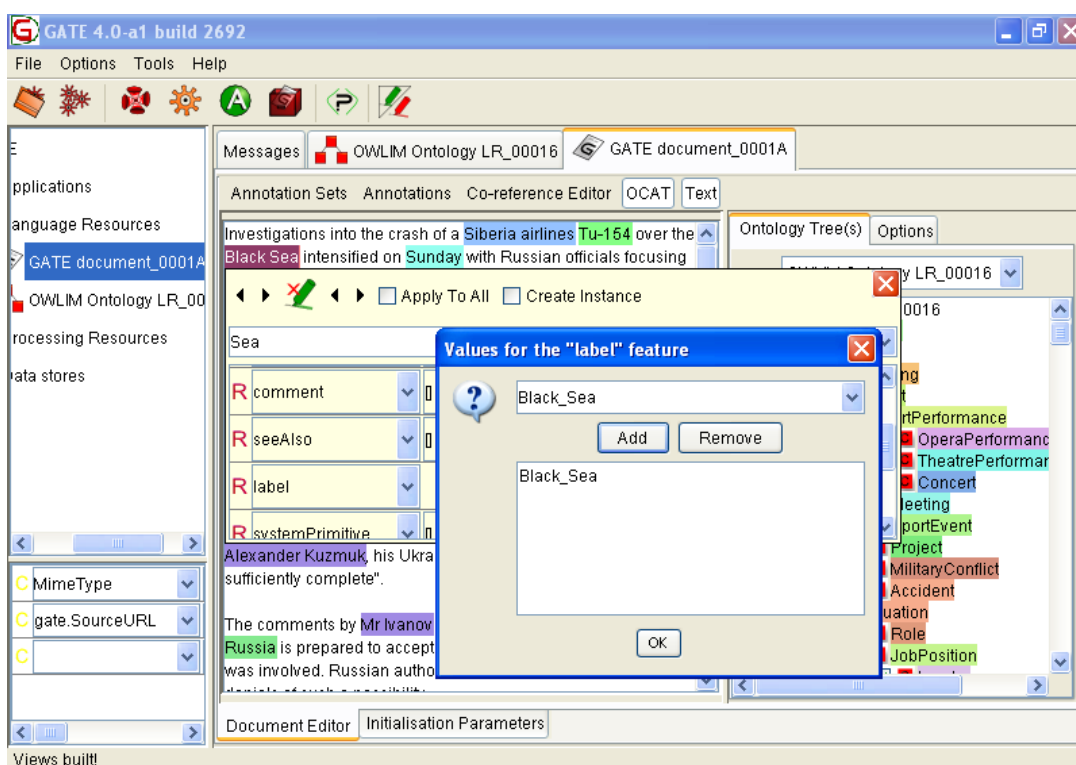 GATE 4.0-a1 build 2692
File Options Tools Help
Messages OWLIM Ontology LR_00016 GATE document_0001A
pplications
anguage Resources
GATE document_0001A
OWLIM Ontology LR_00
rocessing Resources
ata stores
MimeType
gate.SourceURL
Annotation Sets Annotations Co-reference Editor OCAT Text
Investigations into the crash of a Siberia airlines Tu-154 over the
Black Sea intensified on Sunday with Russian officials focusing
Apply To All Create Instance
Sea
R comment []
R seeAlso []
R label
R systemPrimitive
Values for the "label" feature
Black_Sea
Add Remove
Black_Sea
OK
Alexander Kuzmuk, his Ukra
sufficiently complete".
The comments by Mr Ivanov
Russia is prepared to accept
was involved. Russian autho
Ontology Tree(s) Options
y LR_00016
0016
ng
t
rtPerformance
OperaPerformanc
TheatrePerformar
Concert
leeting
portEvent
Project
MilitaryConflict
Accident
uation
Role
JobPosition
Document Editor Initialisation Parameters
Views built!